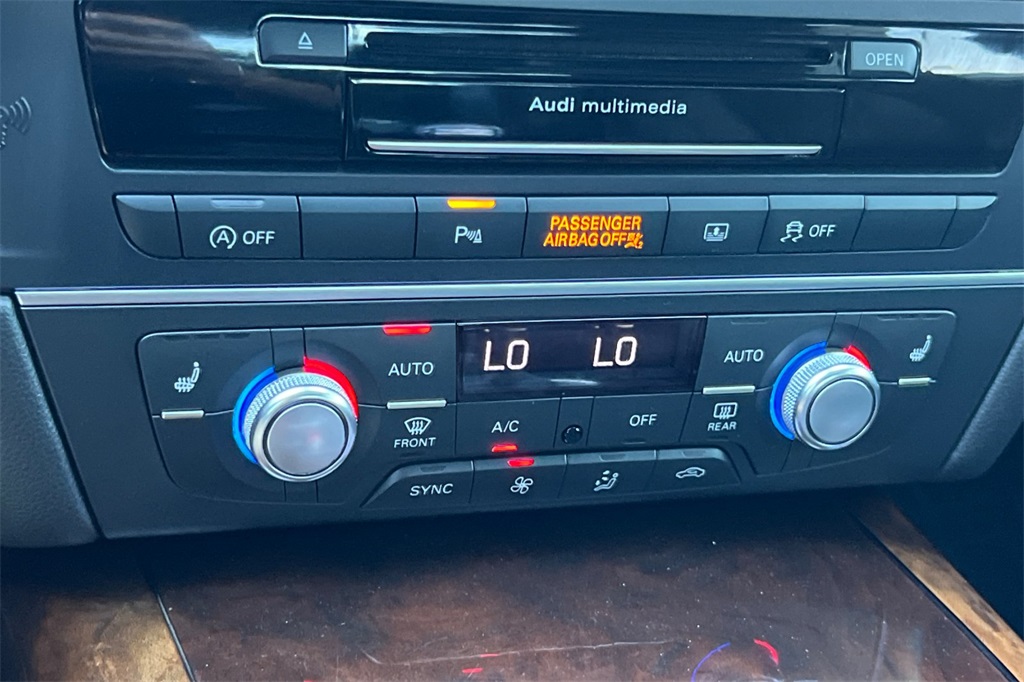 OPEN
Audi multimedia
A OFF
P
PASSENGER
AIRBAG OFF
OFF
AUTO
LO LO
AUTO
FRONT
A/C
OFF
REAR
SYNC